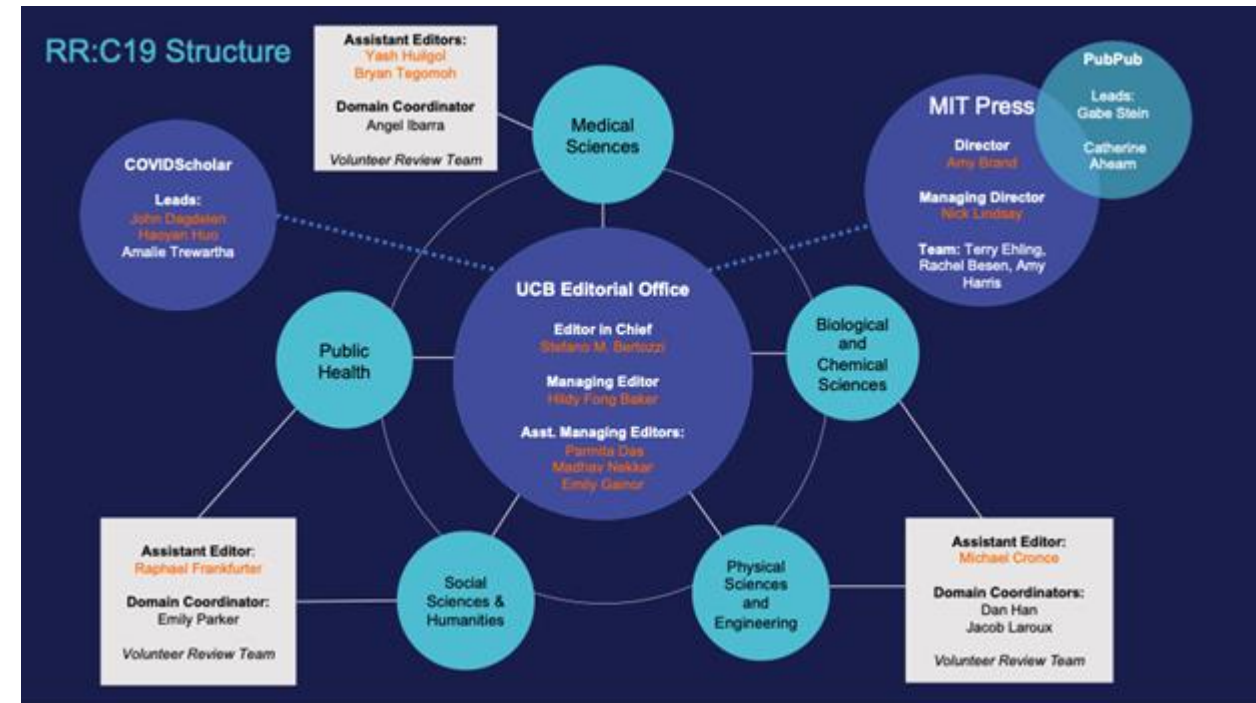 RR:C19 Structure
Assistant Editors:
Yash Huilgol
Bryan Tegomoh
Domain Coordinator
Angel Ibarra
Volunteer Review Team
Medical
Sciences
PubPub
Leads:
Gabe Stein
Catherine
Ahearn
MIT Press
Director
Amy Brand
Managing Director
Nick Lindsay
Team: Terry Ehling,
Rachel Besen, Amy
Harris
COVIDScholar
Leads:
John Dagdelen
Haoyan Huo
Amalie Trewartha
UCB Editorial Office
Editor in Chief
Stefano M. Bertozzi
Managing Editor
Hildy Fong Baker
Asst. Managing Editors:
Parmita Das
Madhav Nekkar
Emily Gainor
Public
Health
Biological
and
Chemical
Sciences
Assistant Editor:
Raphael Frankfurter
Domain Coordinator:
Emily Parker
Volunteer Review Team
Social
Sciences &
Humanities
Physical
Sciences
and
Engineering
Assistant Editor:
Michael Cronce
Domain Coordinators:
Dan Han
Jacob Laroux
Volunteer Review Team